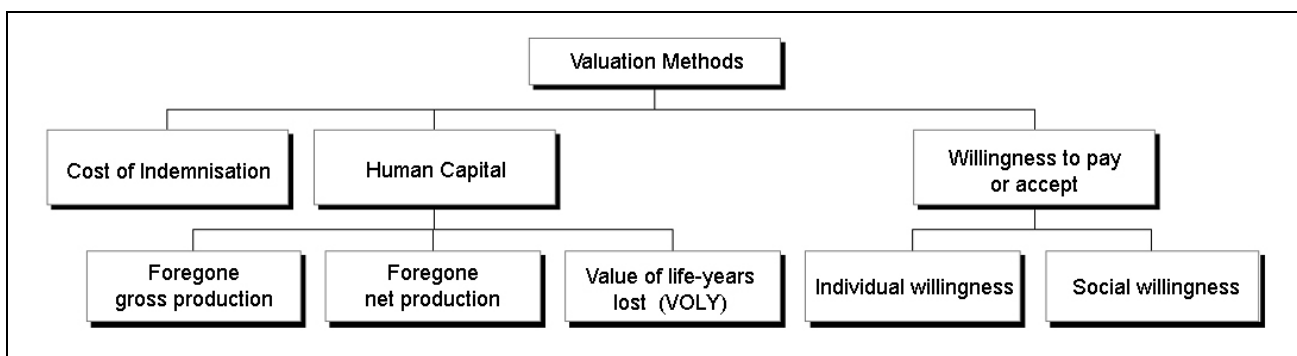 Valuation Methods
Cost of Indemnisation
Human Capital
Willingness to pay
or accept
Foregone
gross production
Foregone
net production
Value of life-years
lost (VOLY)
Individual willingness
Social willingness